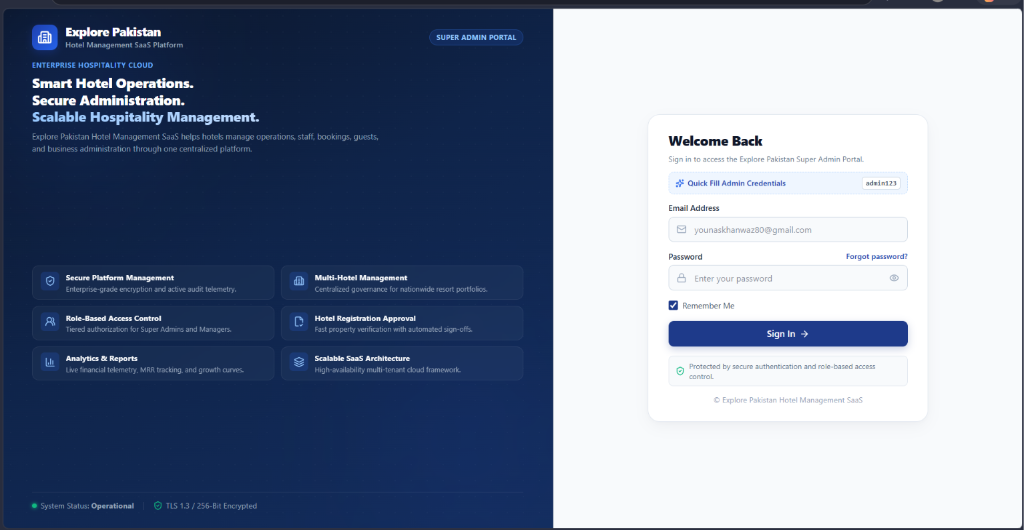 Explore Pakistan
Hotel Management SaaS Platform
SUPER ADMIN PORTAL
ENTERPRISE HOSPITALITY CLOUD
Smart Hotel Operations.
Secure Administration.
Scalable Hospitality Management.
Explore Pakistan Hotel Management SaaS helps hotels manage operations, staff, bookings, guests,
and business administration through one centralized platform.
Secure Platform Management
Enterprise-grade encryption and active audit telemetry.
Multi-Hotel Management
Centralized governance for nationwide resort portfolios.
Role-Based Access Control
Tiered authorization for Super Admins and Managers.
Hotel Registration Approval
Fast property verification with automated sign-offs.
Analytics & Reports
Live financial telemetry, MRR tracking, and growth curves.
Scalable SaaS Architecture
High-availability multi-tenant cloud framework.
System Status: Operational
TLS 1.3 / 256-Bit Encrypted
Welcome Back
Sign in to access the Explore Pakistan Super Admin Portal.
Quick Fill Admin Credentials
admin123
Email Address
younaskhanwaz80@gmail.com
Password
Forgot password?
Enter your password
Remember Me
Sign In →
Protected by secure authentication and role-based access
control.
© Explore Pakistan Hotel Management SaaS